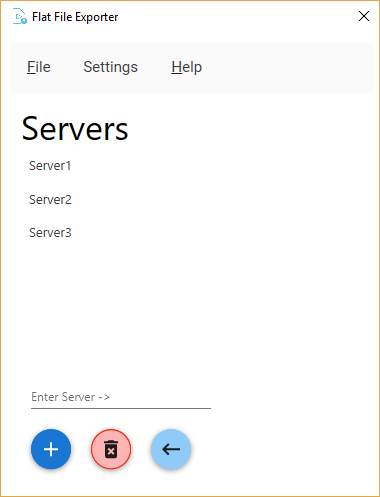 Flat File Exporter
File Settings Help
Servers
Server1
Server2
Server3
Enter Server ->